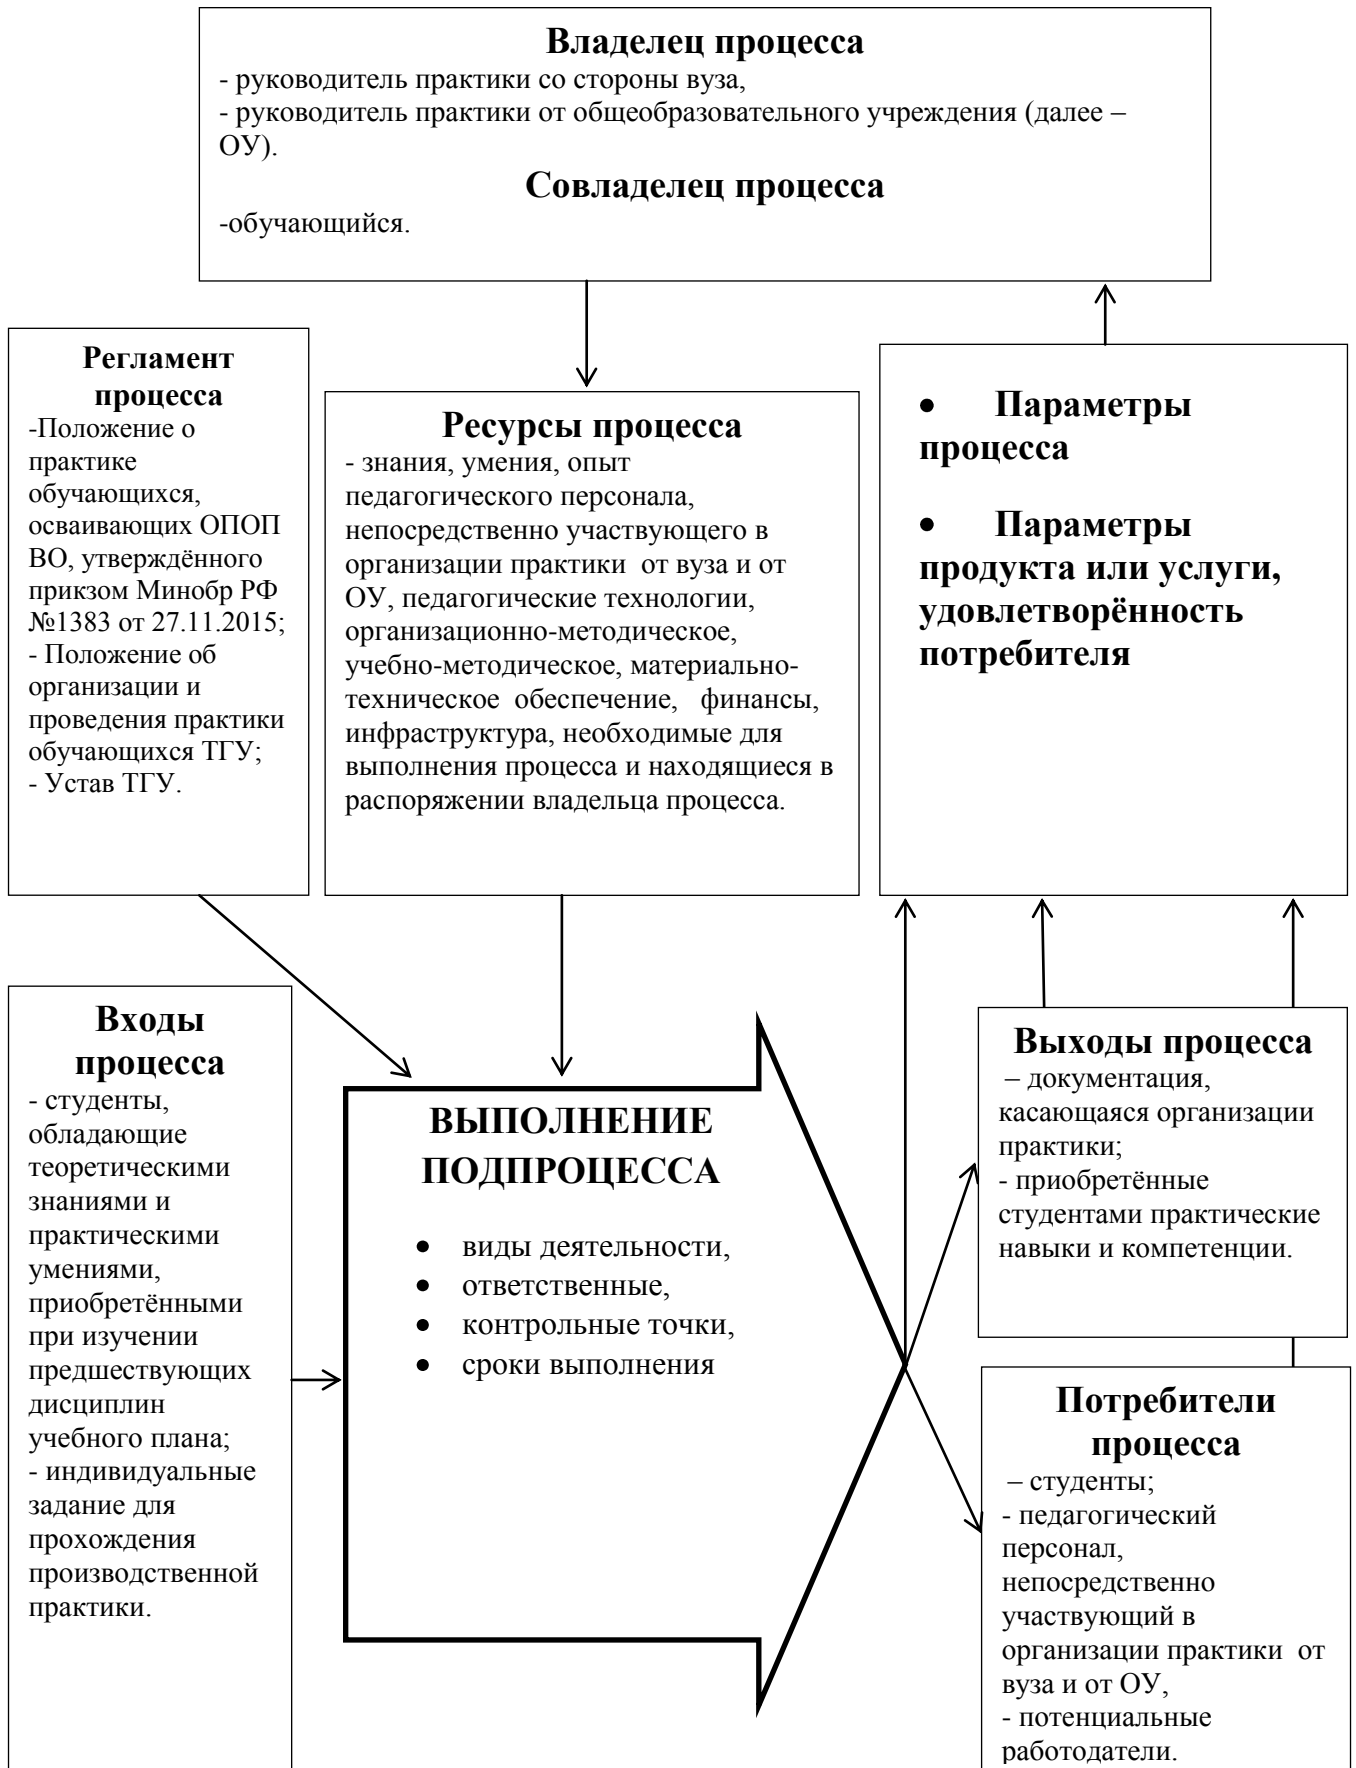 Владелец процесса
- руководитель практики со стороны вуза,
- руководитель практики от общеобразовательного учреждения (далее –
ОУ).
Совладелец процесса
-обучающийся.
Регламент
процесса
-Положение о
практике
обучающихся,
осваивающих ОПОП
ВО, утверждённого
прикзом Минобр РФ
№1383 от 27.11.2015;
- Положение об
организации и
проведения практики
обучающихся ТГУ;
- Устав ТГУ.
Ресурсы процесса
- знания, умения, опыт
педагогического персонала,
непосредственно участвующего в
организации практики от вуза и от
ОУ, педагогические технологии,
организационно-методическое,
учебно-методическое, материально-
техническое обеспечение, финансы,
инфраструктура, необходимые для
выполнения процесса и находящиеся в
распоряжении владельца процесса.
• Параметры
процесса
• Параметры
продукта или услуги,
удовлетворённость
потребителя
Входы
процесса
- студенты,
обладающие
теоретическими
знаниями и
практическими
умениями,
приобретёнными
при изучении
предшествующих
дисциплин
учебного плана;
- индивидуальные
задание для
прохождения
производственной
практики.
ВЫПОЛНЕНИЕ
ПОДПРОЦЕССА
• виды деятельности,
• ответственные,
• контрольные точки,
• сроки выполнения
Выходы процесса
– документация,
касающаяся организации
практики;
- приобретённые
студентами практические
навыки и компетенции.
Потребители
процесса
– студенты;
- педагогический
персонал,
непосредственно
участвующий в
организации практики от
вуза и от ОУ,
- потенциальные
работодатели.